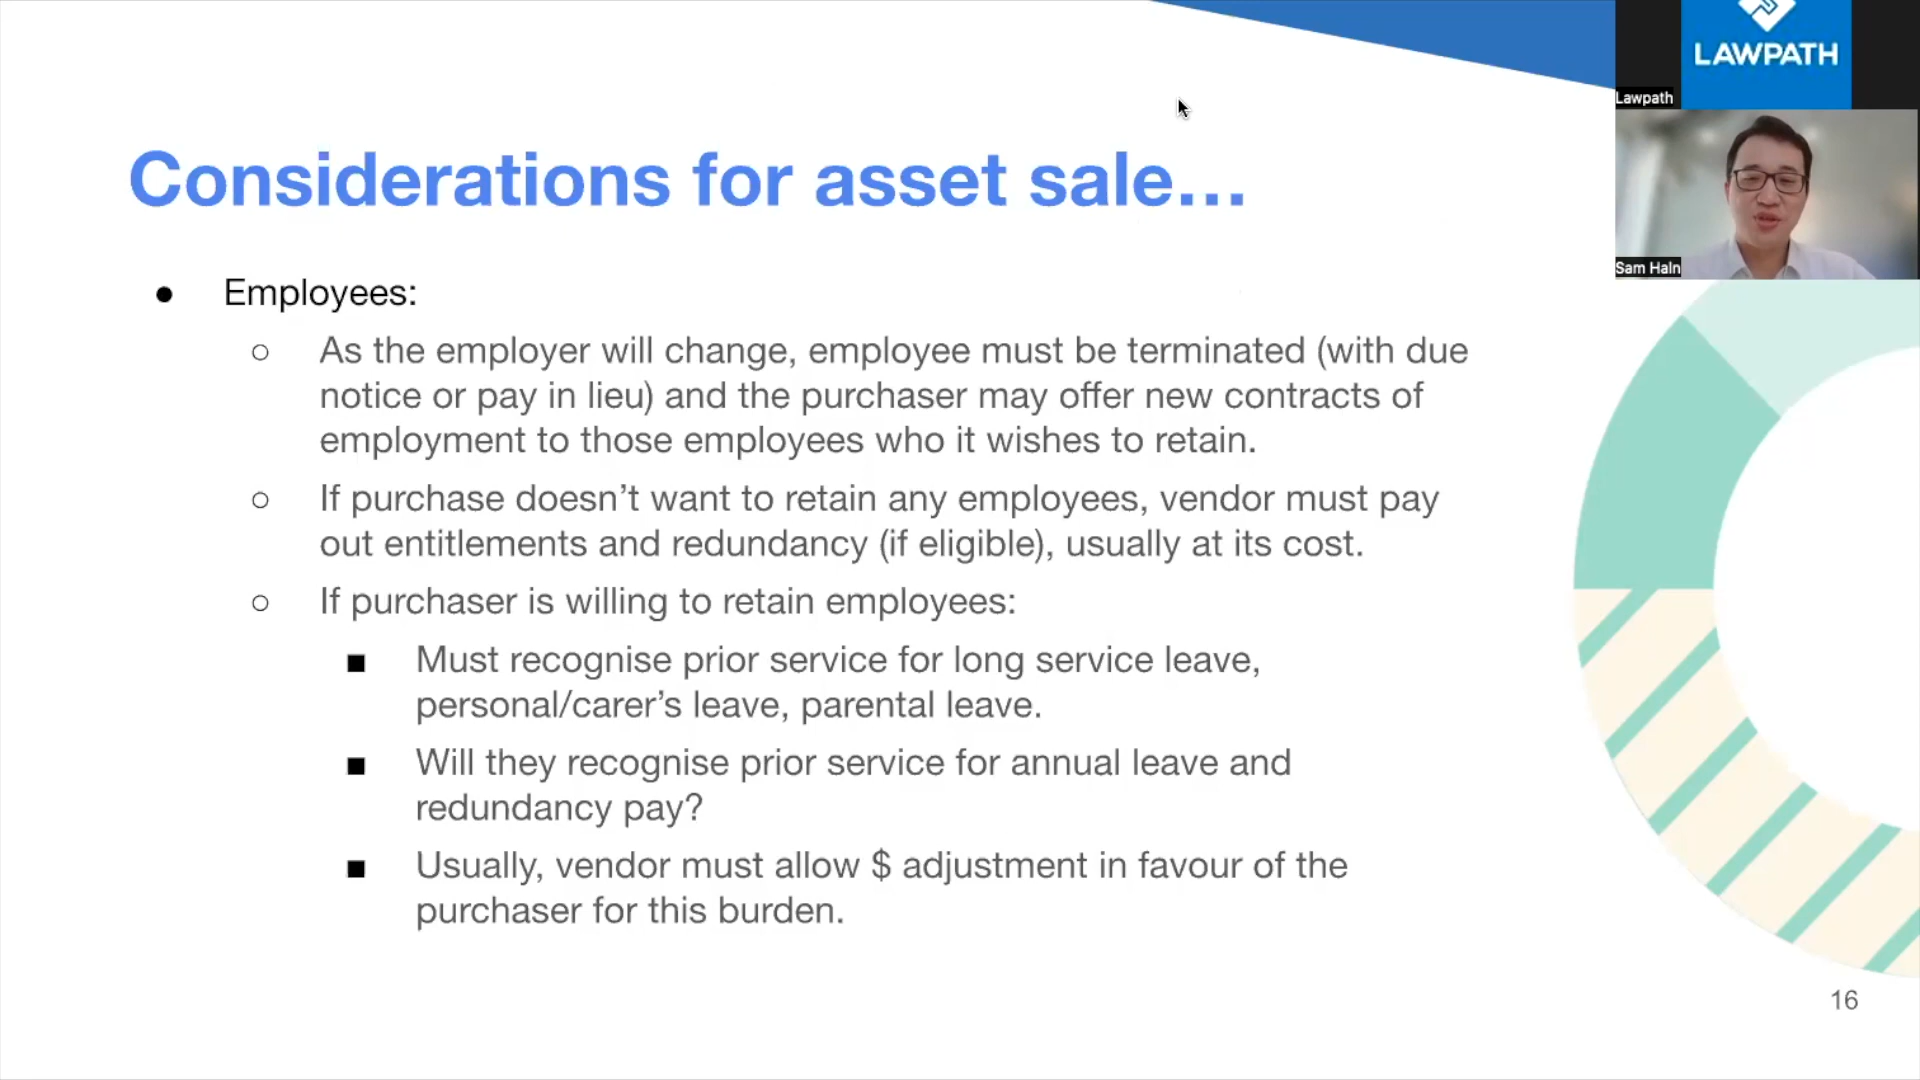 LAWPATH
Lawpath
Considerations for asset sale...
Sam Haln
● Employees:
○ As the employer will change, employee must be terminated (with due
notice or pay in lieu) and the purchaser may offer new contracts of
employment to those employees who it wishes to retain.
○ If purchase doesn’t want to retain any employees, vendor must pay
out entitlements and redundancy (if eligible), usually at its cost.
○ If purchaser is willing to retain employees:
■ Must recognise prior service for long service leave,
personal/carer’s leave, parental leave.
■ Will they recognise prior service for annual leave and
redundancy pay?
■ Usually, vendor must allow $ adjustment in favour of the
purchaser for this burden.
16